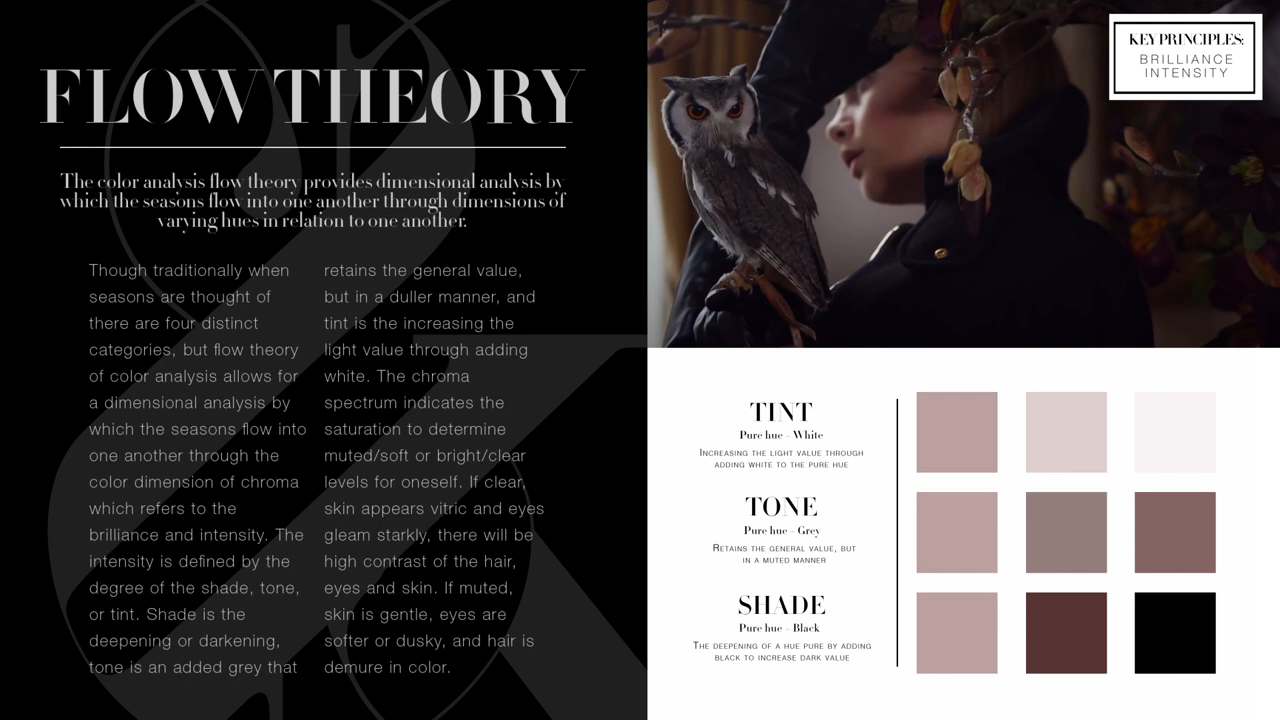 FLOW THEORY
The color analysis flow theory provides dimensional analysis by
which the seasons flow into one another through dimensions of
varying hues in relation to one another.
Though traditionally when
seasons are thought of
there are four distinct
categories, but flow theory
of color analysis allows for
a dimensional analysis by
which the seasons flow into
one another through the
color dimension of chroma
which refers to the
brilliance and intensity. The
intensity is defined by the
degree of the shade, tone,
or tint. Shade is the
deepening or darkening,
tone is an added grey that
retains the general value,
but in a duller manner, and
tint is the increasing the
light value through adding
white. The chroma
spectrum indicates the
saturation to determine
muted/soft or bright/clear
levels for oneself. If clear,
skin appears vitric and eyes
gleam starkly, there will be
high contrast of the hair,
eyes and skin. If muted,
skin is gentle, eyes are
softer or dusky, and hair is
demure in color.
KEY PRINCIPLES:
BRILLIANCE
INTENSITY
TINT
Pure hue - White
Increasing the light value through
adding white to the pure hue
TONE
Pure hue - Grey
Retains the general value, but
in a muted manner
SHADE
Pure hue - Black
The deepening of a hue pure by adding
black to increase dark value